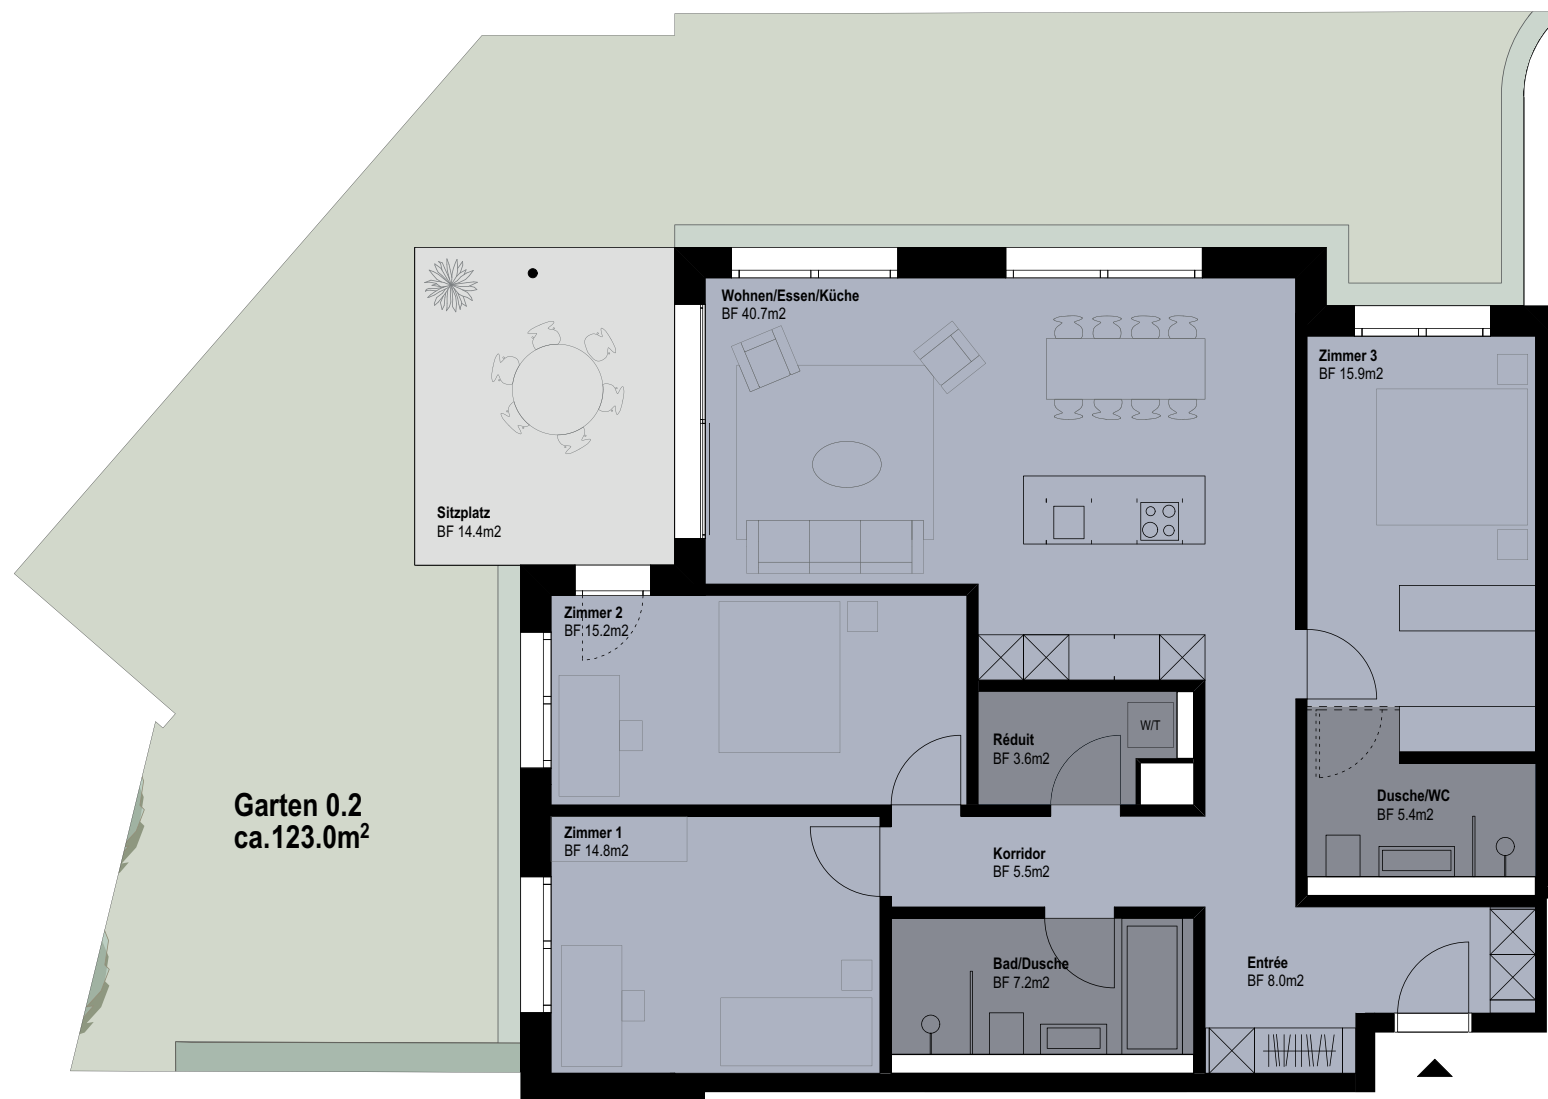 Wohnen/Essen/Küche
BF 40.7m2
Zimmer 3
BF 15.9m2
Sitzplatz
BF 14.4m2
Zimmer 2
BF 15.2m2
W/T
Réduit
BF 3.6m2
Garten 0.2
ca.123.0m²
Dusche/WC
BF 5.4m2
Zimmer 1
BF 14.8m2
Korridor
BF 5.5m2
Bad/Dusche
BF 7.2m2
Entrée
BF 8.0m2